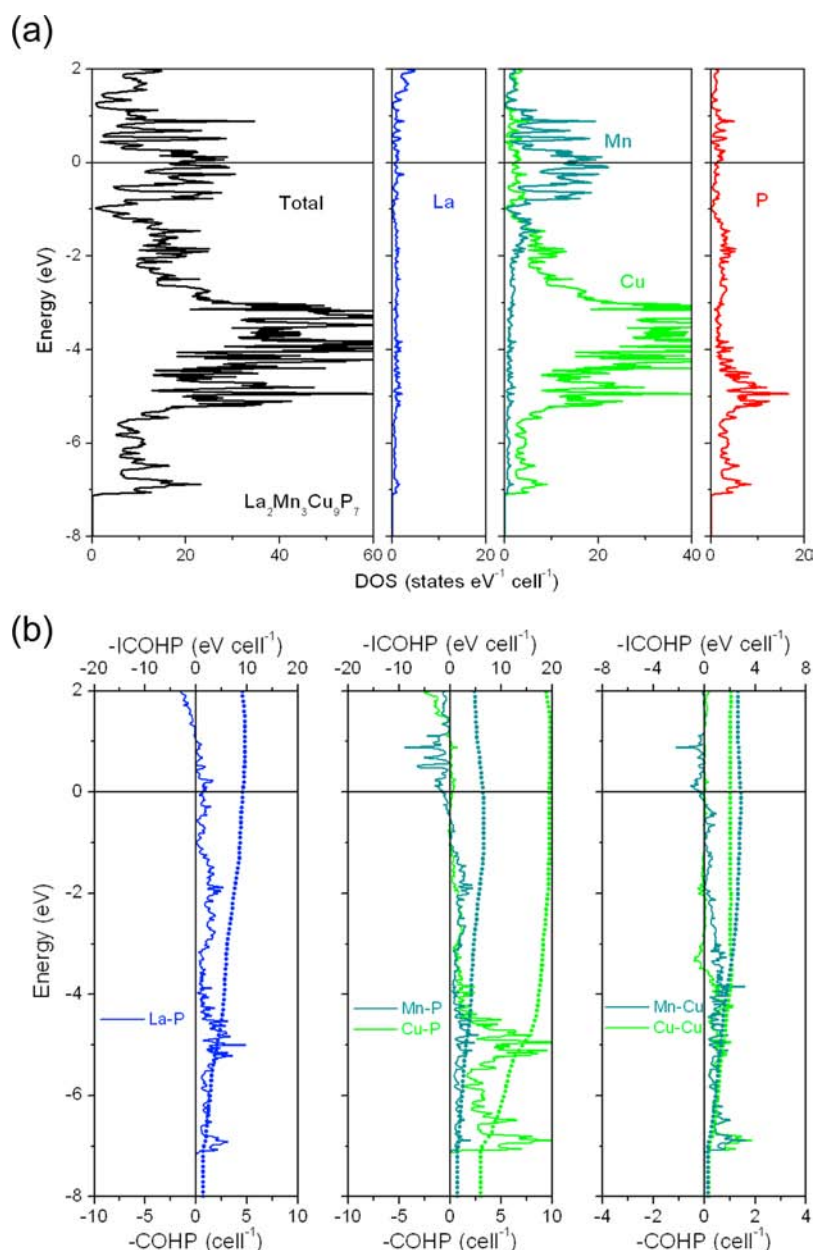 (a)
2
0
-2
-4
-6
-8
Energy (eV)
Total
La
Mn
Cu
P
La₂Mn₃Cu₉P₇
0 20 40 60 0 20 0 20 40 0 10 20
DOS (states eV⁻¹ cell⁻¹)
(b)
-ICOHP (eV cell⁻¹) -ICOHP (eV cell⁻¹) -ICOHP (eV cell⁻¹)
-20 -10 0 10 20 -20 -10 0 10 20 -8 -4 0 4 8
2
0
-2
-4
-6
-8
Energy (eV)
La-P
Mn-P
Cu-P
Mn-Cu
Cu-Cu
-10 -5 0 5 10 -10 -5 0 5 10 -4 -2 0 2 4
-COHP (cell⁻¹) -COHP (cell⁻¹) -COHP (cell⁻¹)